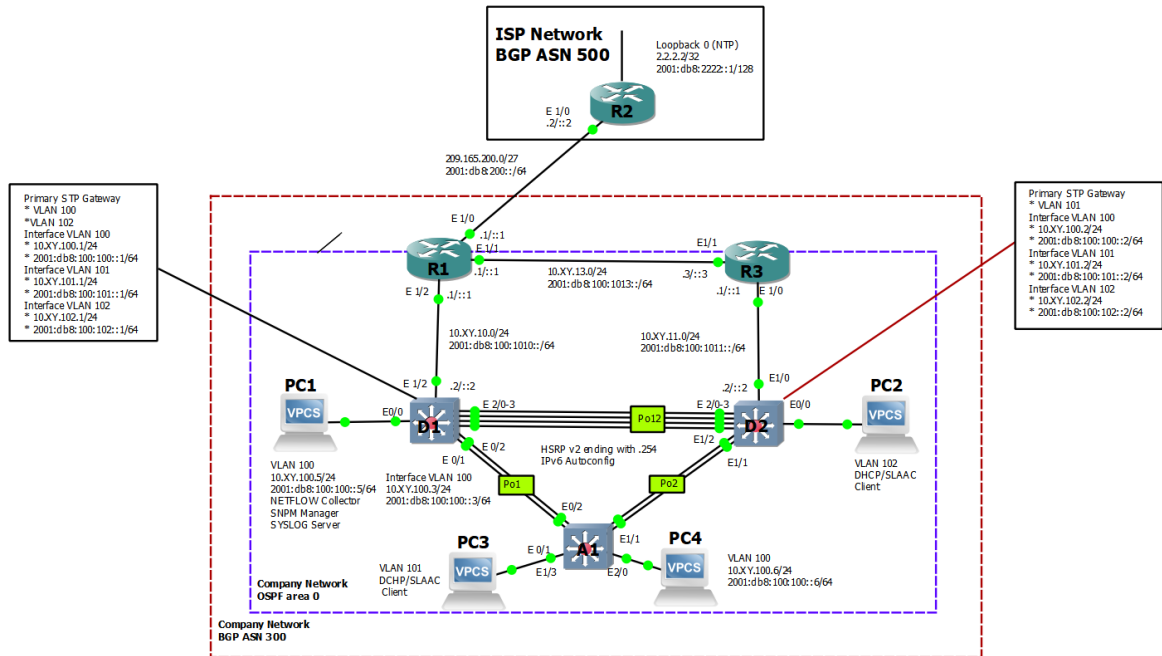 ISP Network
BGP ASN 500
Loopback 0 (NTP)
2.2.2.2/32
2001:db8:2222::1/128
R2
E 1/0
.2/::2
209.165.200.0/27
2001:db8:200::/64
Primary STP Gateway
* VLAN 100
*VLAN 102
Interface VLAN 100
* 10.XY.100.1/24
* 2001:db8:100:100::1/64
Interface VLAN 101
* 10.XY.101.1/24
* 2001:db8:100:101::1/64
Interface VLAN 102
* 10.XY.102.1/24
* 2001:db8:100:102::1/64
Primary STP Gateway
* VLAN 101
Interface VLAN 100
* 10.XY.100.2/24
* 2001:db8:100:100::2/64
Interface VLAN 101
* 10.XY.101.2/24
* 2001:db8:100:101::2/64
Interface VLAN 102
* 10.XY.102.2/24
* 2001:db8:100:102::2/64
E 1/0
.1/::1
E 1/1
R1
.1/::1
E 1/2
.1/::1
10.XY.13.0/24
2001:db8:100:1013::/64
E1/1
.3/::3
R3
.1/::1
E 1/0
10.XY.10.0/24
2001:db8:100:1010::/64
10.XY.11.0/24
2001:db8:100:1011::/64
E 1/2
.2/::2
E1/0
.2/::2
PC1
VPCS
E0/0
D1
E 2/0-3
Po12
E 2/0-3
D2
E0/0
PC2
VPCS
E 0/2
E 0/1
HSRP v2 ending with .254
IPv6 Autoconfig
E1/2
E1/1
VLAN 100
10.XY.100.5/24
2001:db8:100:100::5/64
NETFLOW Collector
SNPM Manager
SYSLOG Server
Interface VLAN 100
10.XY.100.3/24
2001:db8:100:100::3/64
Po1
Po2
VLAN 102
DHCP/SLAAC
Client
E0/2
E1/1
A1
PC3
VPCS
E 0/1
E1/3
E2/0
PC4
VPCS
VLAN 101
DCHP/SLAAC
Client
VLAN 100
10.XY.100.6/24
2001:db8:100:100::6/64
Company Network
OSPF area 0
Company Network
BGP ASN 300